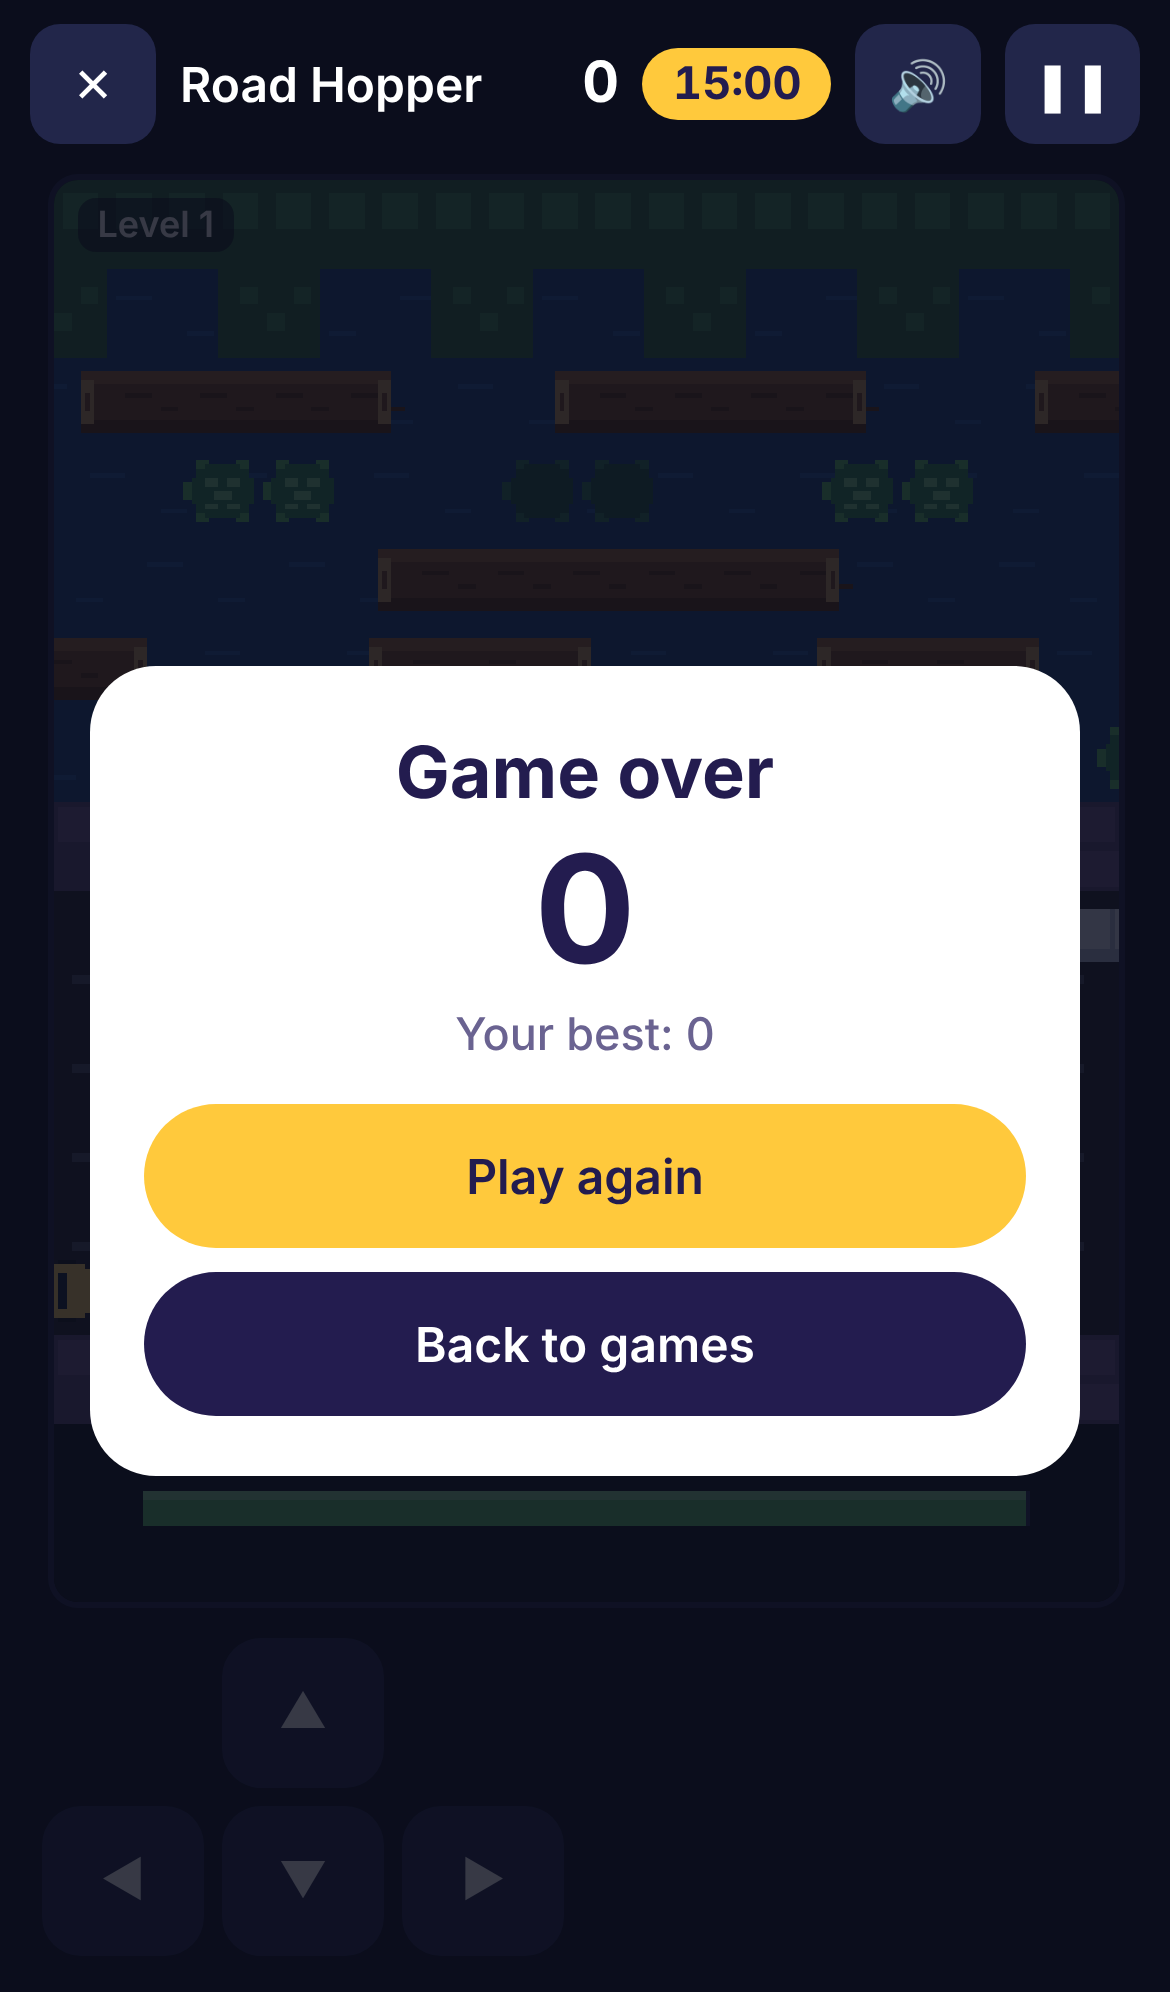 Road Hopper
0
15:00
Level 1
Game over
0
Your best: 0
Play again
Back to games